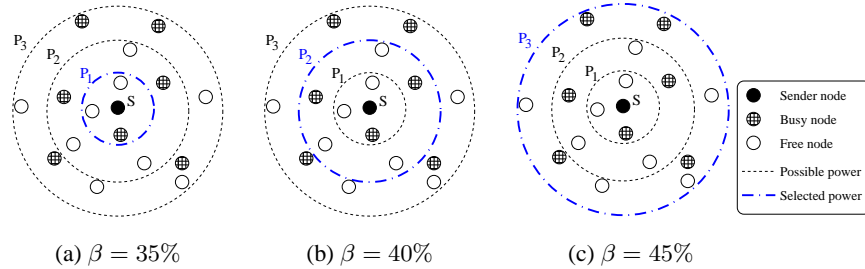 P3
P2
P1
S
P3
P2
P1
S
P3
P2
P1
S
Sender node
Busy node
Free node
Possible power
Selected power
(a) β = 35%
(b) β = 40%
(c) β = 45%